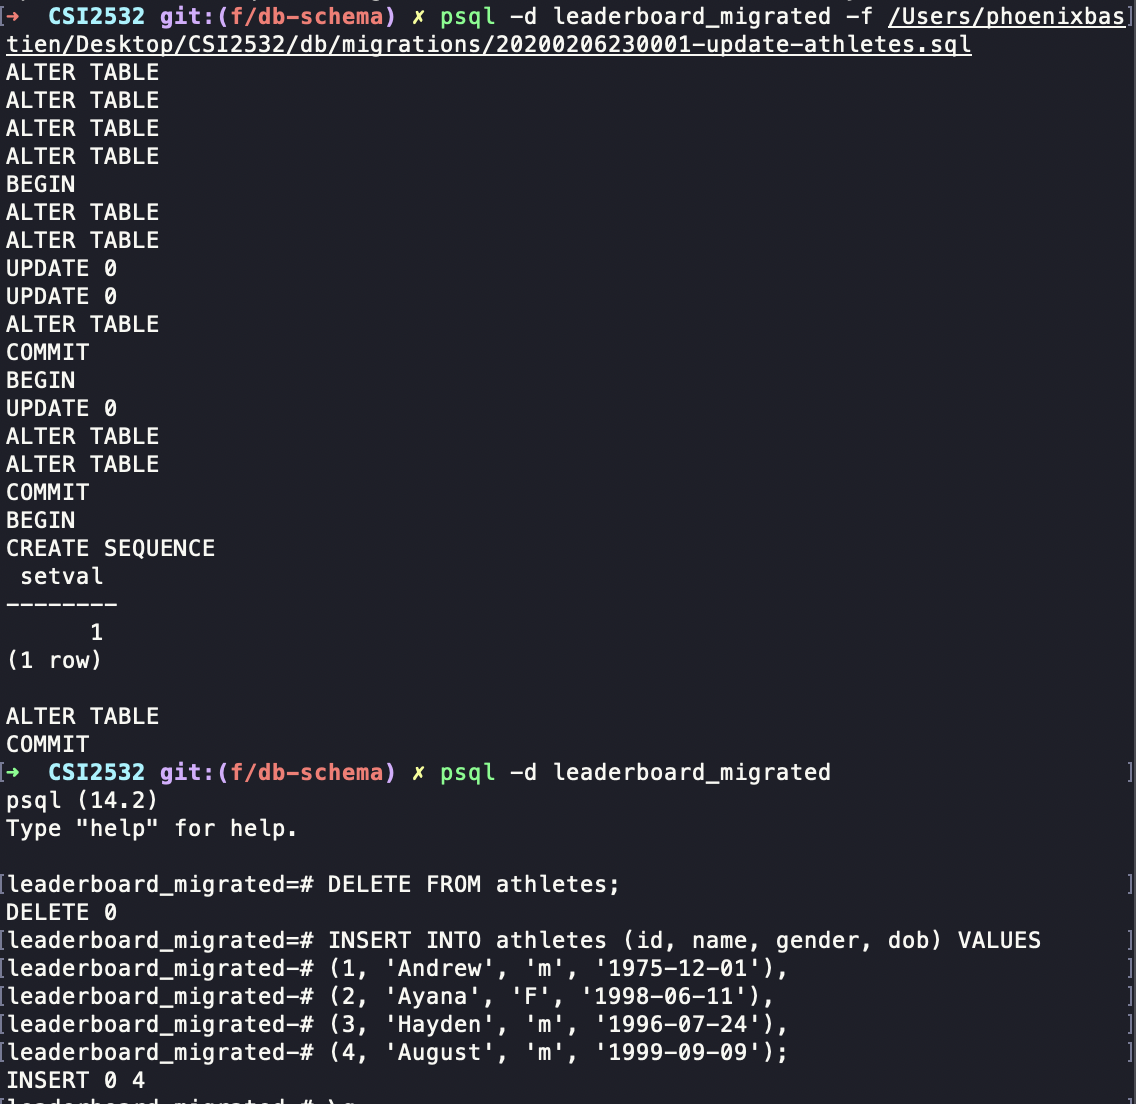 → CSI2532 git:(f/db-schema) ✗ psql -d leaderboard_migrated -f /Users/phoenixbas
tien/Desktop/CSI2532/db/migrations/20200206230001-update-athletes.sql
ALTER TABLE
ALTER TABLE
ALTER TABLE
ALTER TABLE
BEGIN
ALTER TABLE
ALTER TABLE
UPDATE 0
UPDATE 0
ALTER TABLE
COMMIT
BEGIN
UPDATE 0
ALTER TABLE
ALTER TABLE
COMMIT
BEGIN
CREATE SEQUENCE
setval
--------
1
(1 row)
ALTER TABLE
COMMIT
→ CSI2532 git:(f/db-schema) ✗ psql -d leaderboard_migrated
psql (14.2)
Type "help" for help.
leaderboard_migrated=# DELETE FROM athletes;
DELETE 0
leaderboard_migrated=# INSERT INTO athletes (id, name, gender, dob) VALUES
leaderboard_migrated-# (1, 'Andrew', 'm', '1975-12-01'),
leaderboard_migrated-# (2, 'Ayana', 'F', '1998-06-11'),
leaderboard_migrated-# (3, 'Hayden', 'm', '1996-07-24'),
leaderboard_migrated-# (4, 'August', 'm', '1999-09-09');
INSERT 0 4